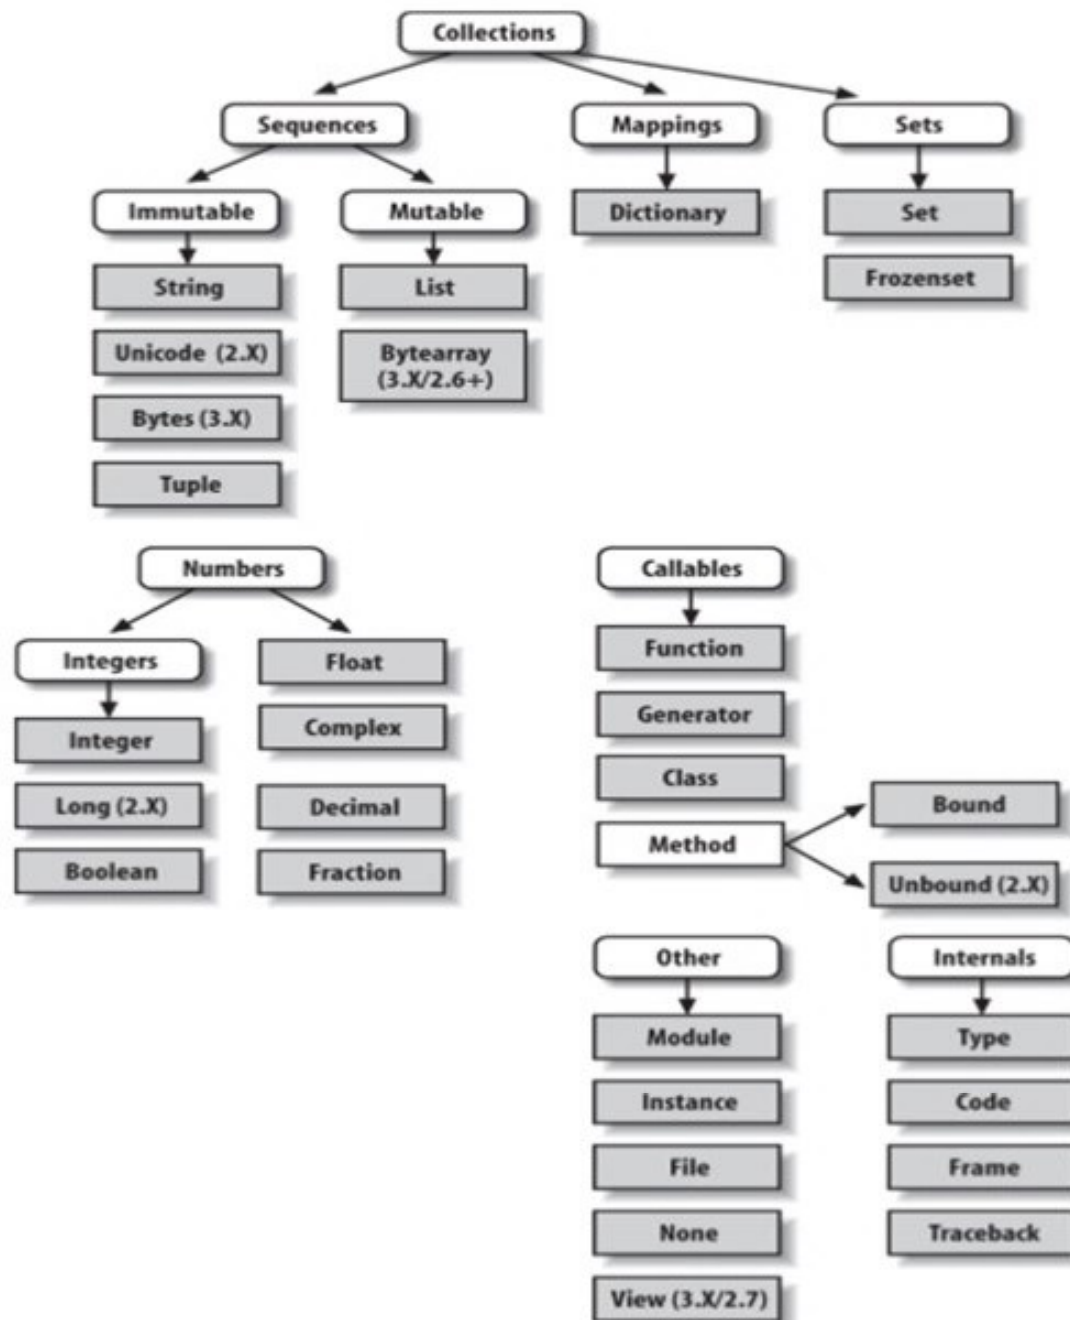 Collections
Sequences
Mappings
Sets
Immutable
Mutable
Dictionary
Set
String
List
Frozenset
Unicode (2.X)
Bytearray
(3.X/2.6+)
Bytes (3.X)
Tuple
Numbers
Callables
Integers
Float
Function
Integer
Complex
Generator
Class
Long (2.X)
Decimal
Bound
Method
Boolean
Fraction
Unbound (2.X)
Other
Internals
Module
Type
Instance
Code
File
Frame
None
Traceback
View (3.X/2.7)